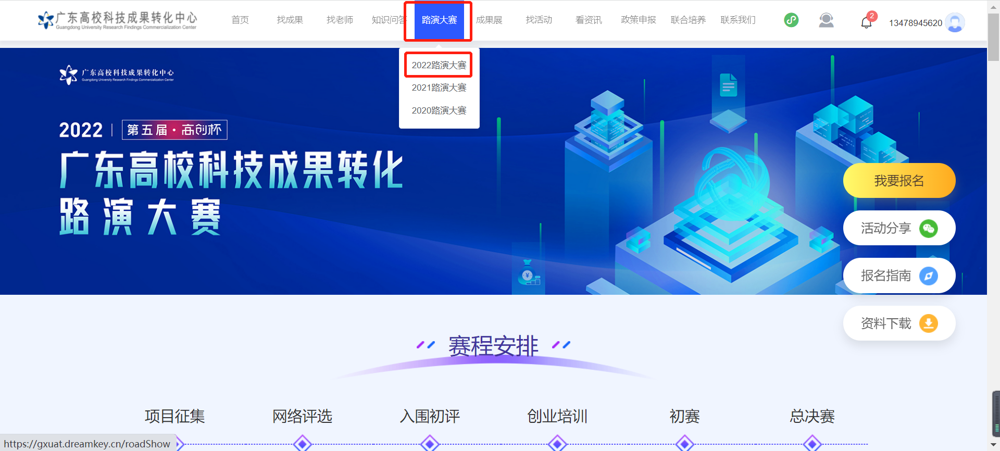 广东高校科技成果转化中心
Guangdong University Research Findings Commercialization Center
首页 找成果 找老师 知识问答 路演大赛 成果展 找活动 看资讯 政策申报 联合培养 联系我们
2
13478945620
2022路演大赛
2021路演大赛
2020路演大赛
广东高校科技成果转化中心
Guangdong University Research Findings Commercialization Center
2022 | 第五届·高创杯
广东高校科技成果转化
路演大赛
我要报名
活动分享
报名指南
资料下载
¥
赛程安排
项目征集 网络评选 入围初评 创业培训 初赛 总决赛
https://gxuat.dreamkey.cn/roadShow